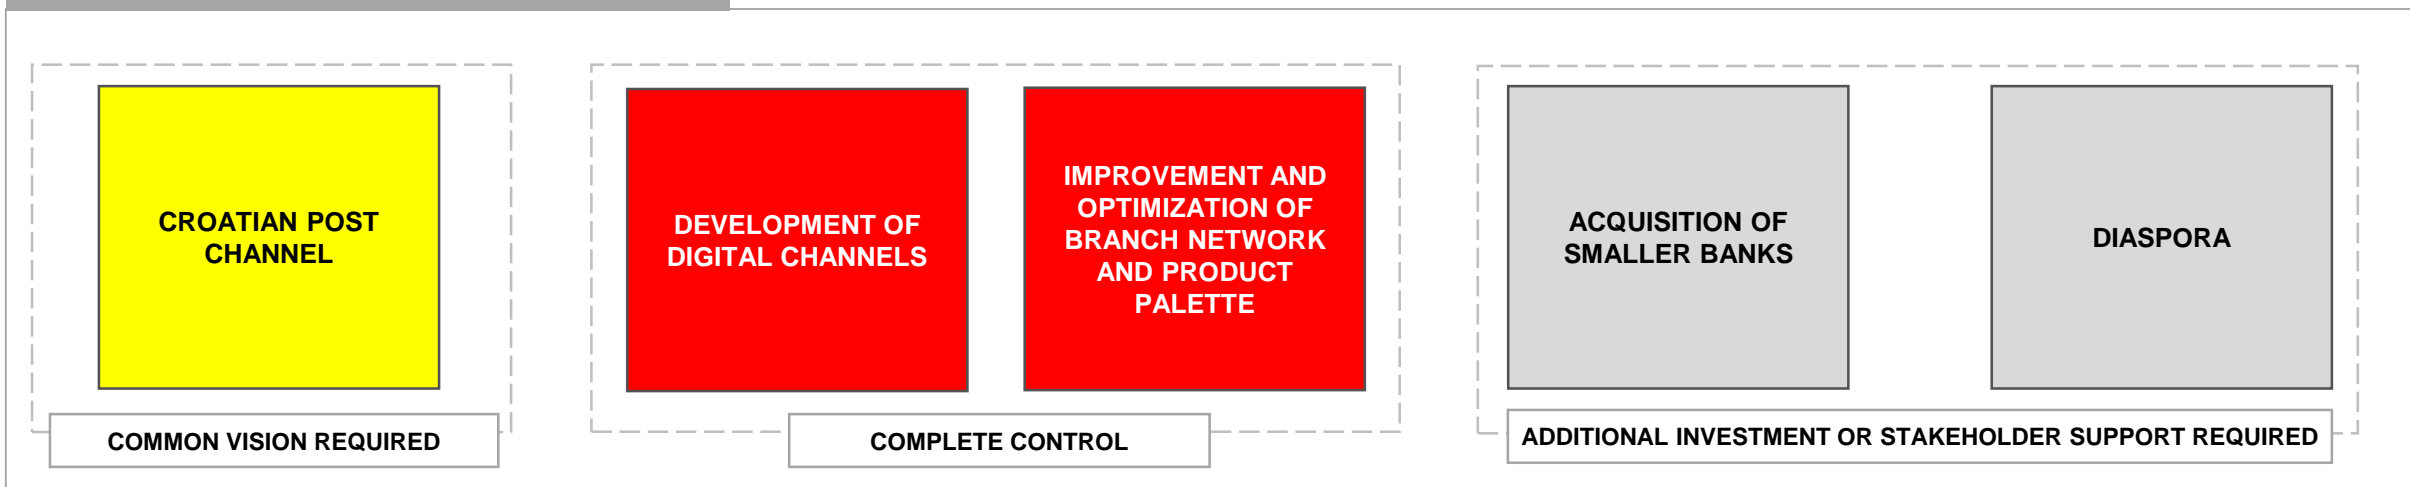 CROATIAN POST
CHANNEL
COMMON VISION REQUIRED
DEVELOPMENT OF
DIGITAL CHANNELS
IMPROVEMENT AND
OPTIMIZATION OF
BRANCH NETWORK
AND PRODUCT
PALETTE
COMPLETE CONTROL
ACQUISITION OF
SMALLER BANKS
DIASPORA
ADDITIONAL INVESTMENT OR STAKEHOLDER SUPPORT REQUIRED